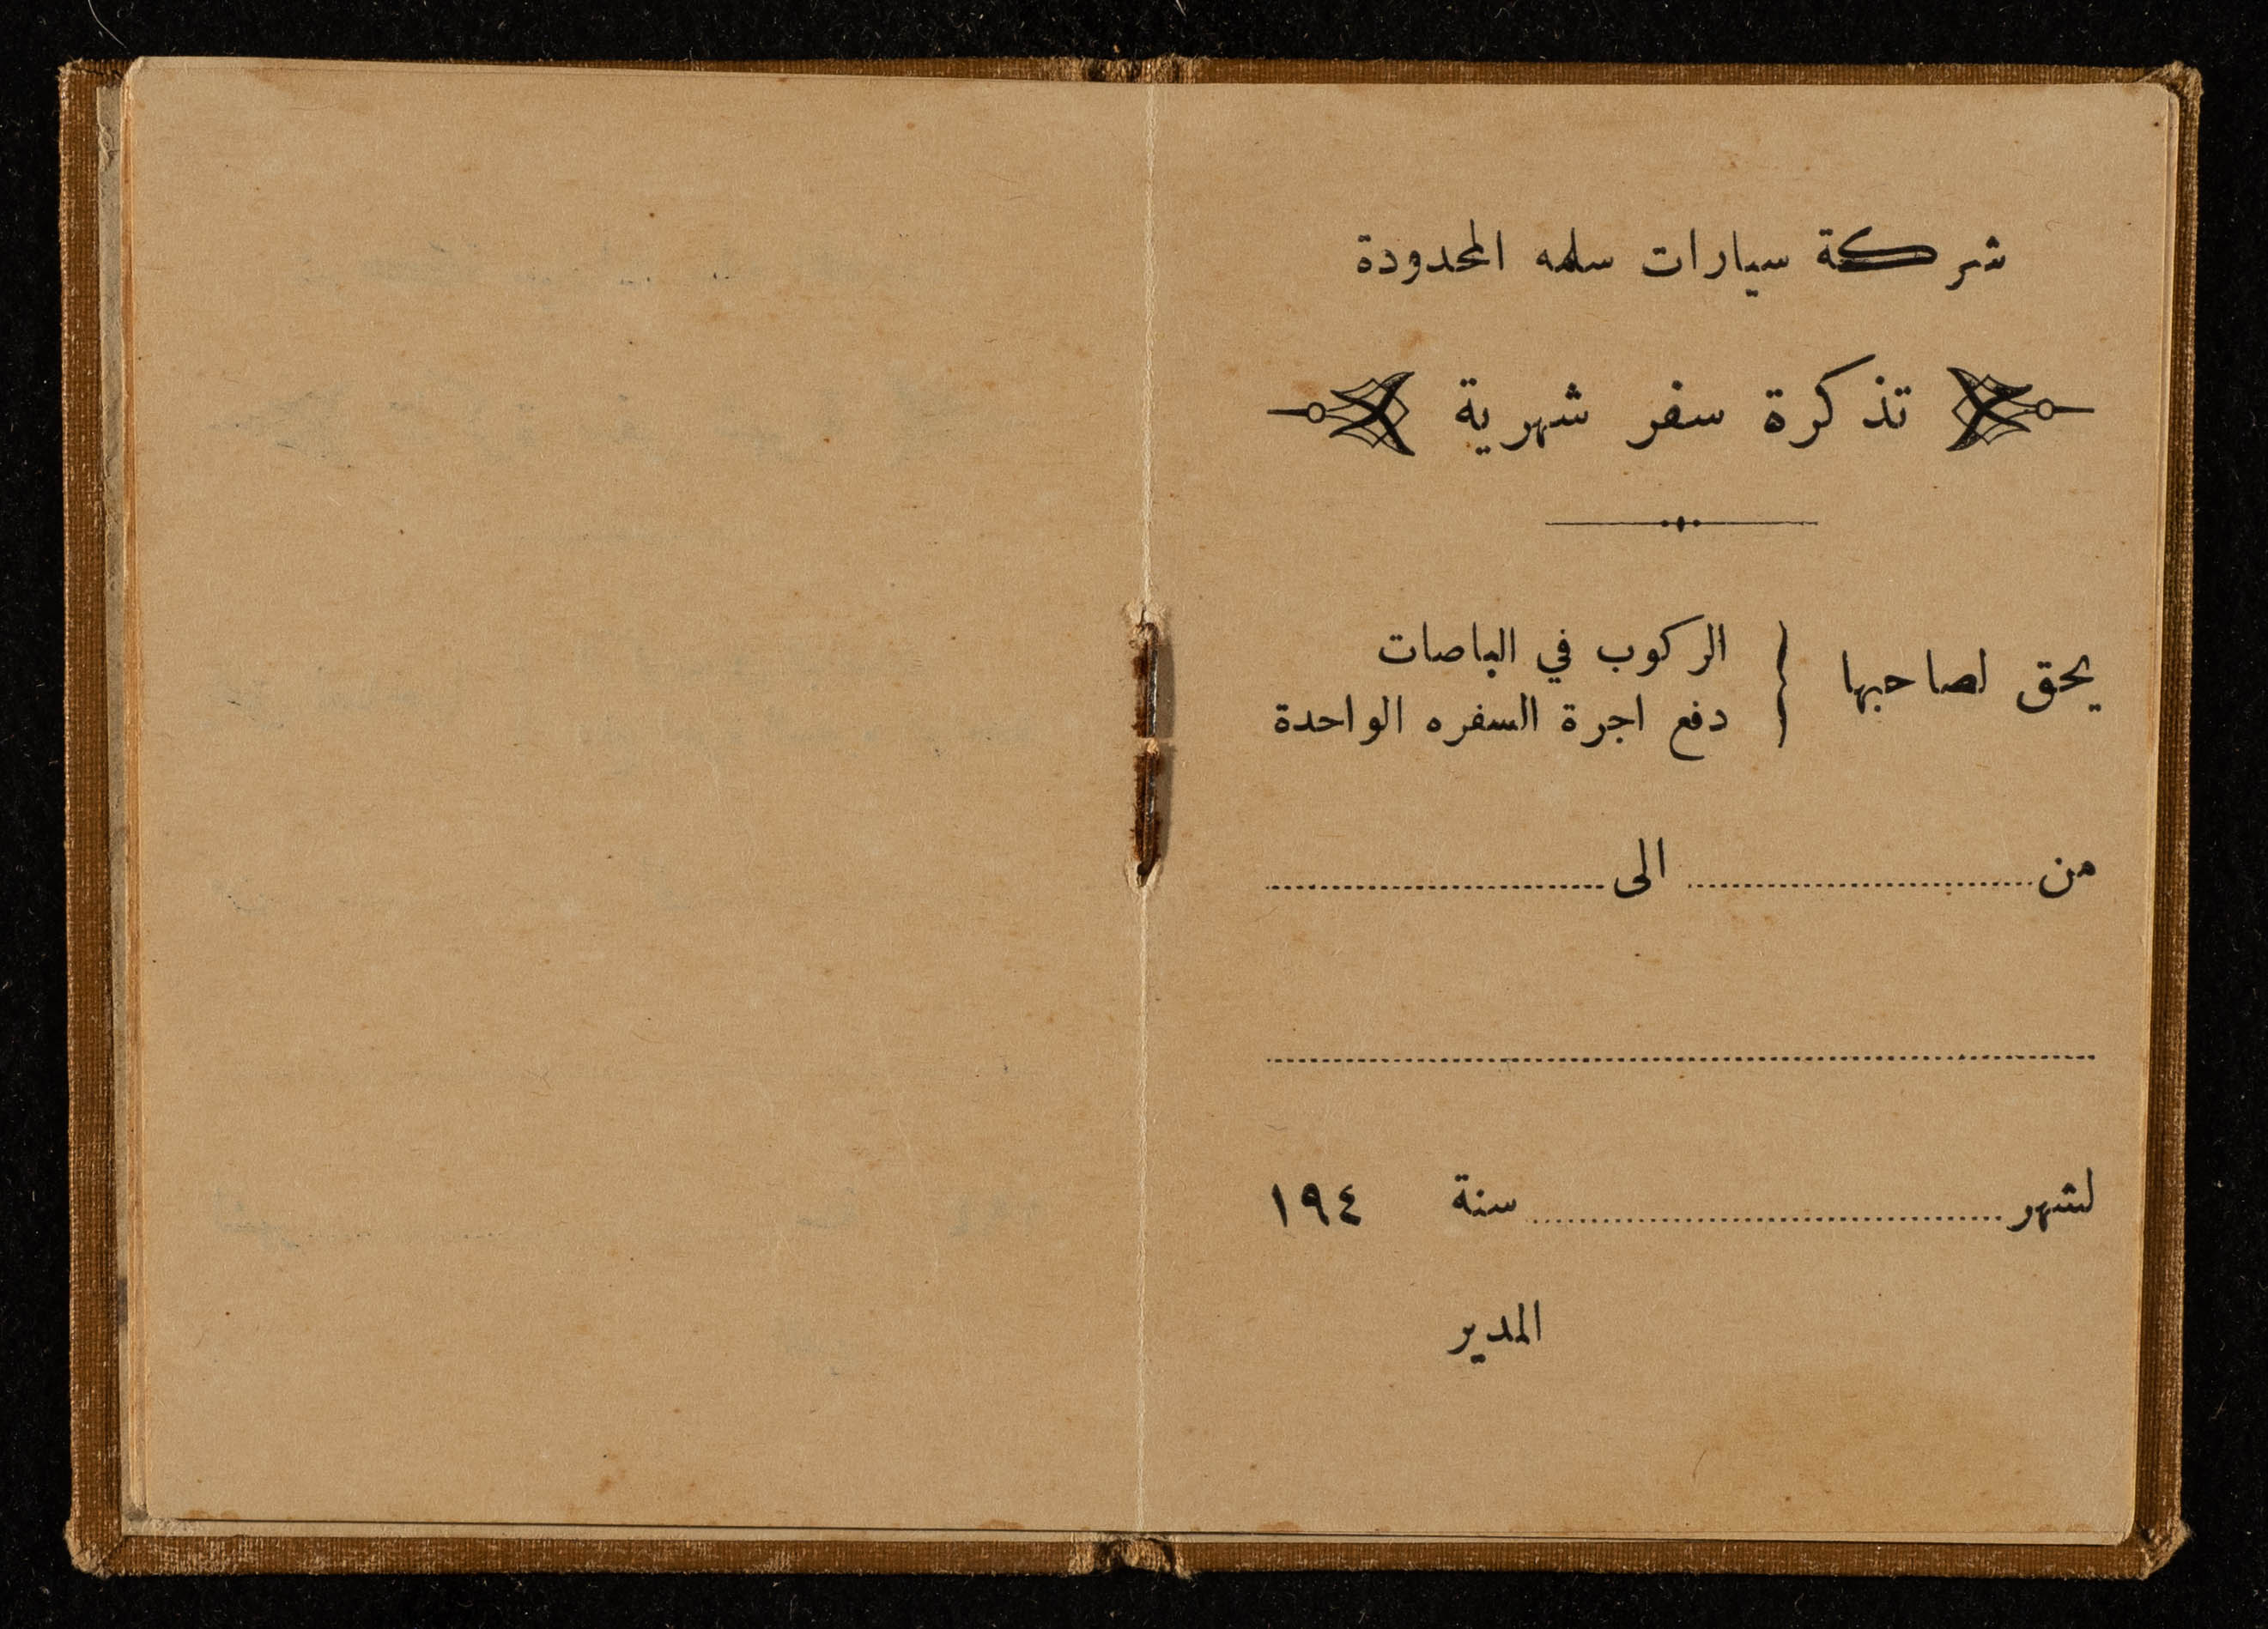 شركة سيارات سلمه المحدودة
تذكرة سفر شهرية
يحق لصاحبها { الركوب في الباصات
دفع اجرة السفره الواحدة
من .............................. الى ..............................
..............................
لشهر .............................. سنة ١٩٤
المدير